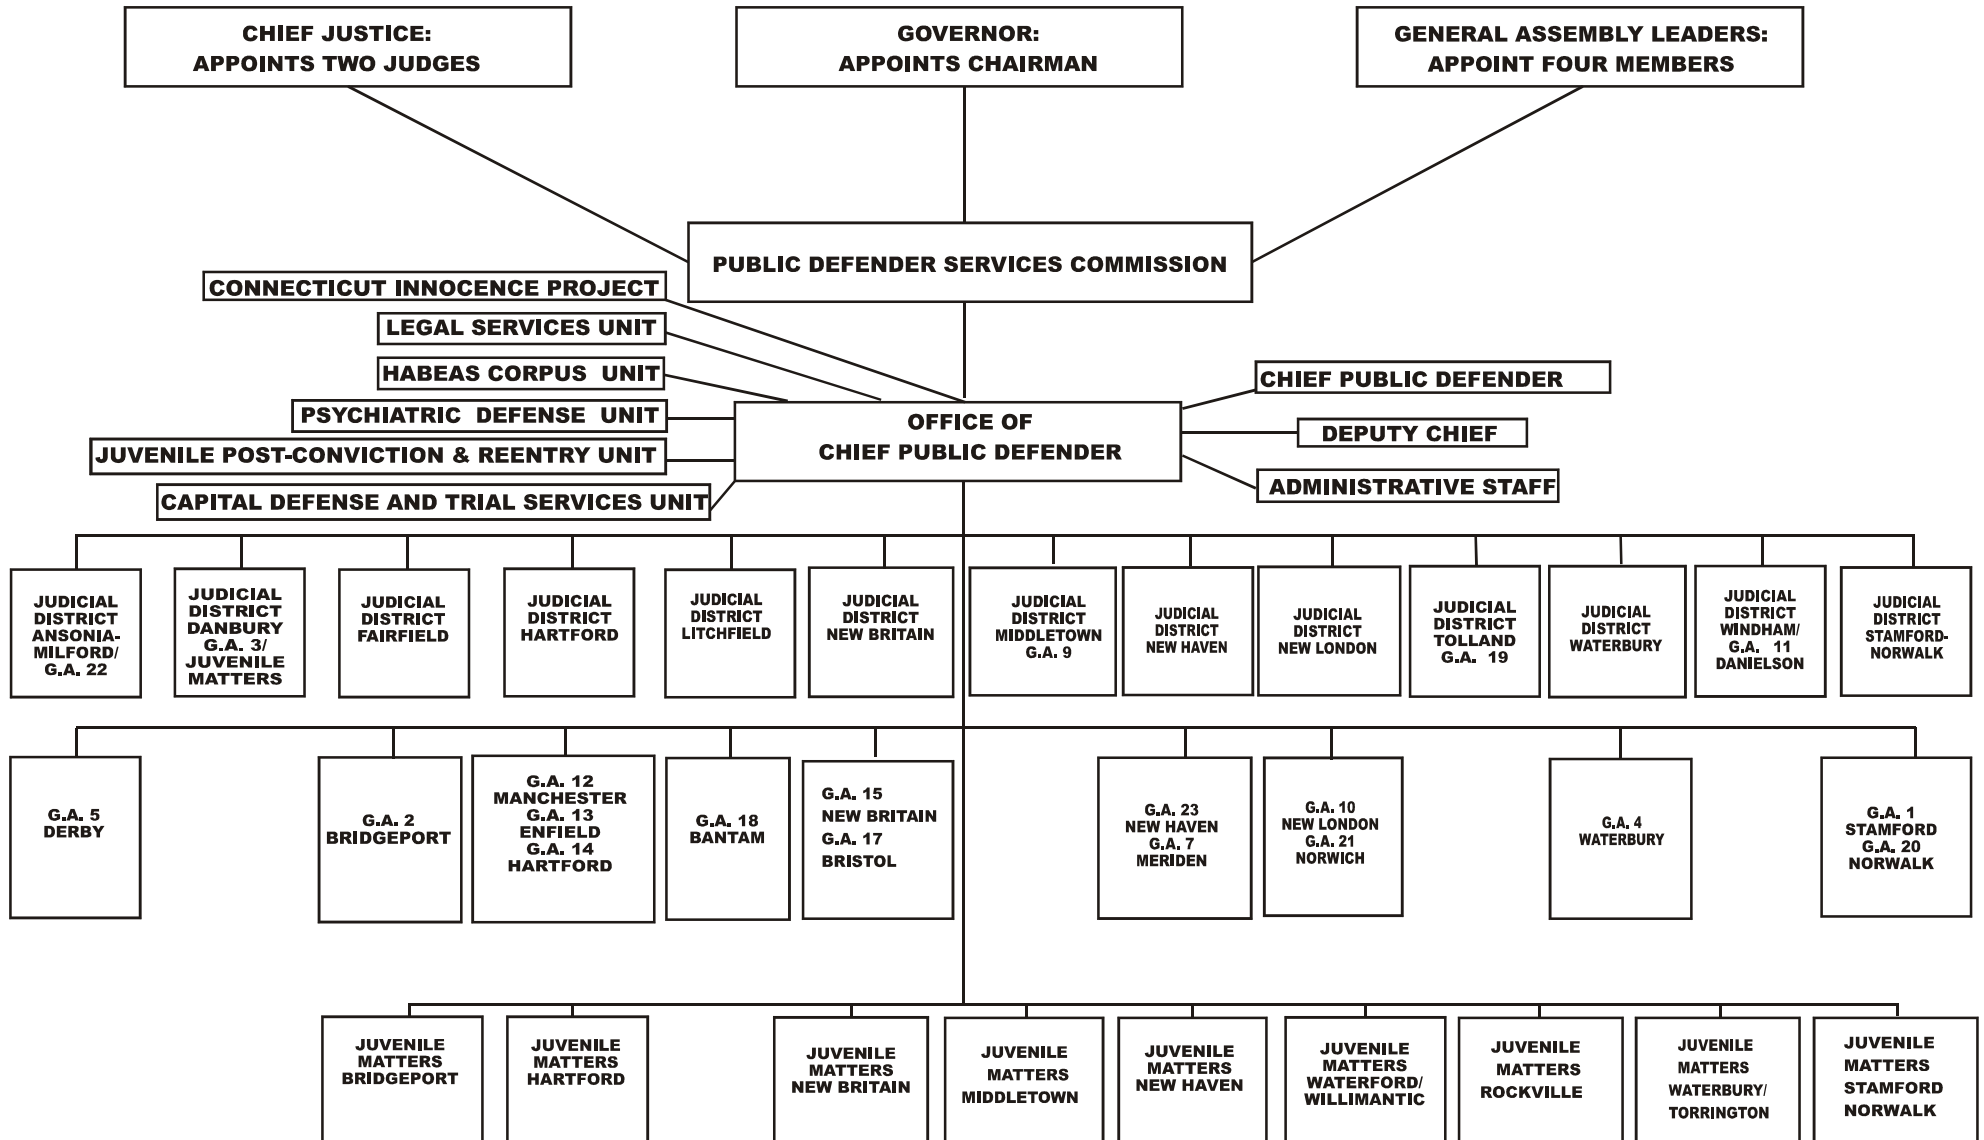 CHIEF JUSTICE:
APPOINTS TWO JUDGES
GOVERNOR:
APPOINTS CHAIRMAN
GENERAL ASSEMBLY LEADERS:
APPOINT FOUR MEMBERS
PUBLIC DEFENDER SERVICES COMMISSION
CONNECTICUT INNOCENCE PROJECT
LEGAL SERVICES UNIT
HABEAS CORPUS UNIT
PSYCHIATRIC DEFENSE UNIT
JUVENILE POST-CONVICTION & REENTRY UNIT
CAPITAL DEFENSE AND TRIAL SERVICES UNIT
OFFICE OF
CHIEF PUBLIC DEFENDER
CHIEF PUBLIC DEFENDER
DEPUTY CHIEF
ADMINISTRATIVE STAFF
JUDICIAL
DISTRICT
ANSONIA-
MILFORD/
G.A. 22
JUDICIAL
DISTRICT
DANBURY
G.A. 3/
JUVENILE
MATTERS
JUDICIAL
DISTRICT
FAIRFIELD
JUDICIAL
DISTRICT
HARTFORD
JUDICIAL
DISTRICT
LITCHFIELD
JUDICIAL
DISTRICT
NEW BRITAIN
JUDICIAL
DISTRICT
MIDDLETOWN
G.A. 9
JUDICIAL
DISTRICT
NEW HAVEN
JUDICIAL
DISTRICT
NEW LONDON
JUDICIAL
DISTRICT
TOLLAND
G.A. 19
JUDICIAL
DISTRICT
WATERBURY
JUDICIAL
DISTRICT
WINDHAM/
G.A. 11
DANIELSON
JUDICIAL
DISTRICT
STAMFORD-
NORWALK
G.A. 5
DERBY
G.A. 2
BRIDGEPORT
G.A. 12
MANCHESTER
G.A. 13
ENFIELD
G.A. 14
HARTFORD
G.A. 18
BANTAM
G.A. 15
NEW BRITAIN
G.A. 17
BRISTOL
G.A. 23
NEW HAVEN
G.A. 7
MERIDEN
G.A. 10
NEW LONDON
G.A. 21
NORWICH
G.A. 4
WATERBURY
G.A. 1
STAMFORD
G.A. 20
NORWALK
JUVENILE
MATTERS
BRIDGEPORT
JUVENILE
MATTERS
HARTFORD
JUVENILE
MATTERS
NEW BRITAIN
JUVENILE
MATTERS
MIDDLETOWN
JUVENILE
MATTERS
NEW HAVEN
JUVENILE
MATTERS
WATERFORD/
WILLIMANTIC
JUVENILE
MATTERS
ROCKVILLE
JUVENILE
MATTERS
WATERBURY/
TORRINGTON
JUVENILE
MATTERS
STAMFORD
NORWALK